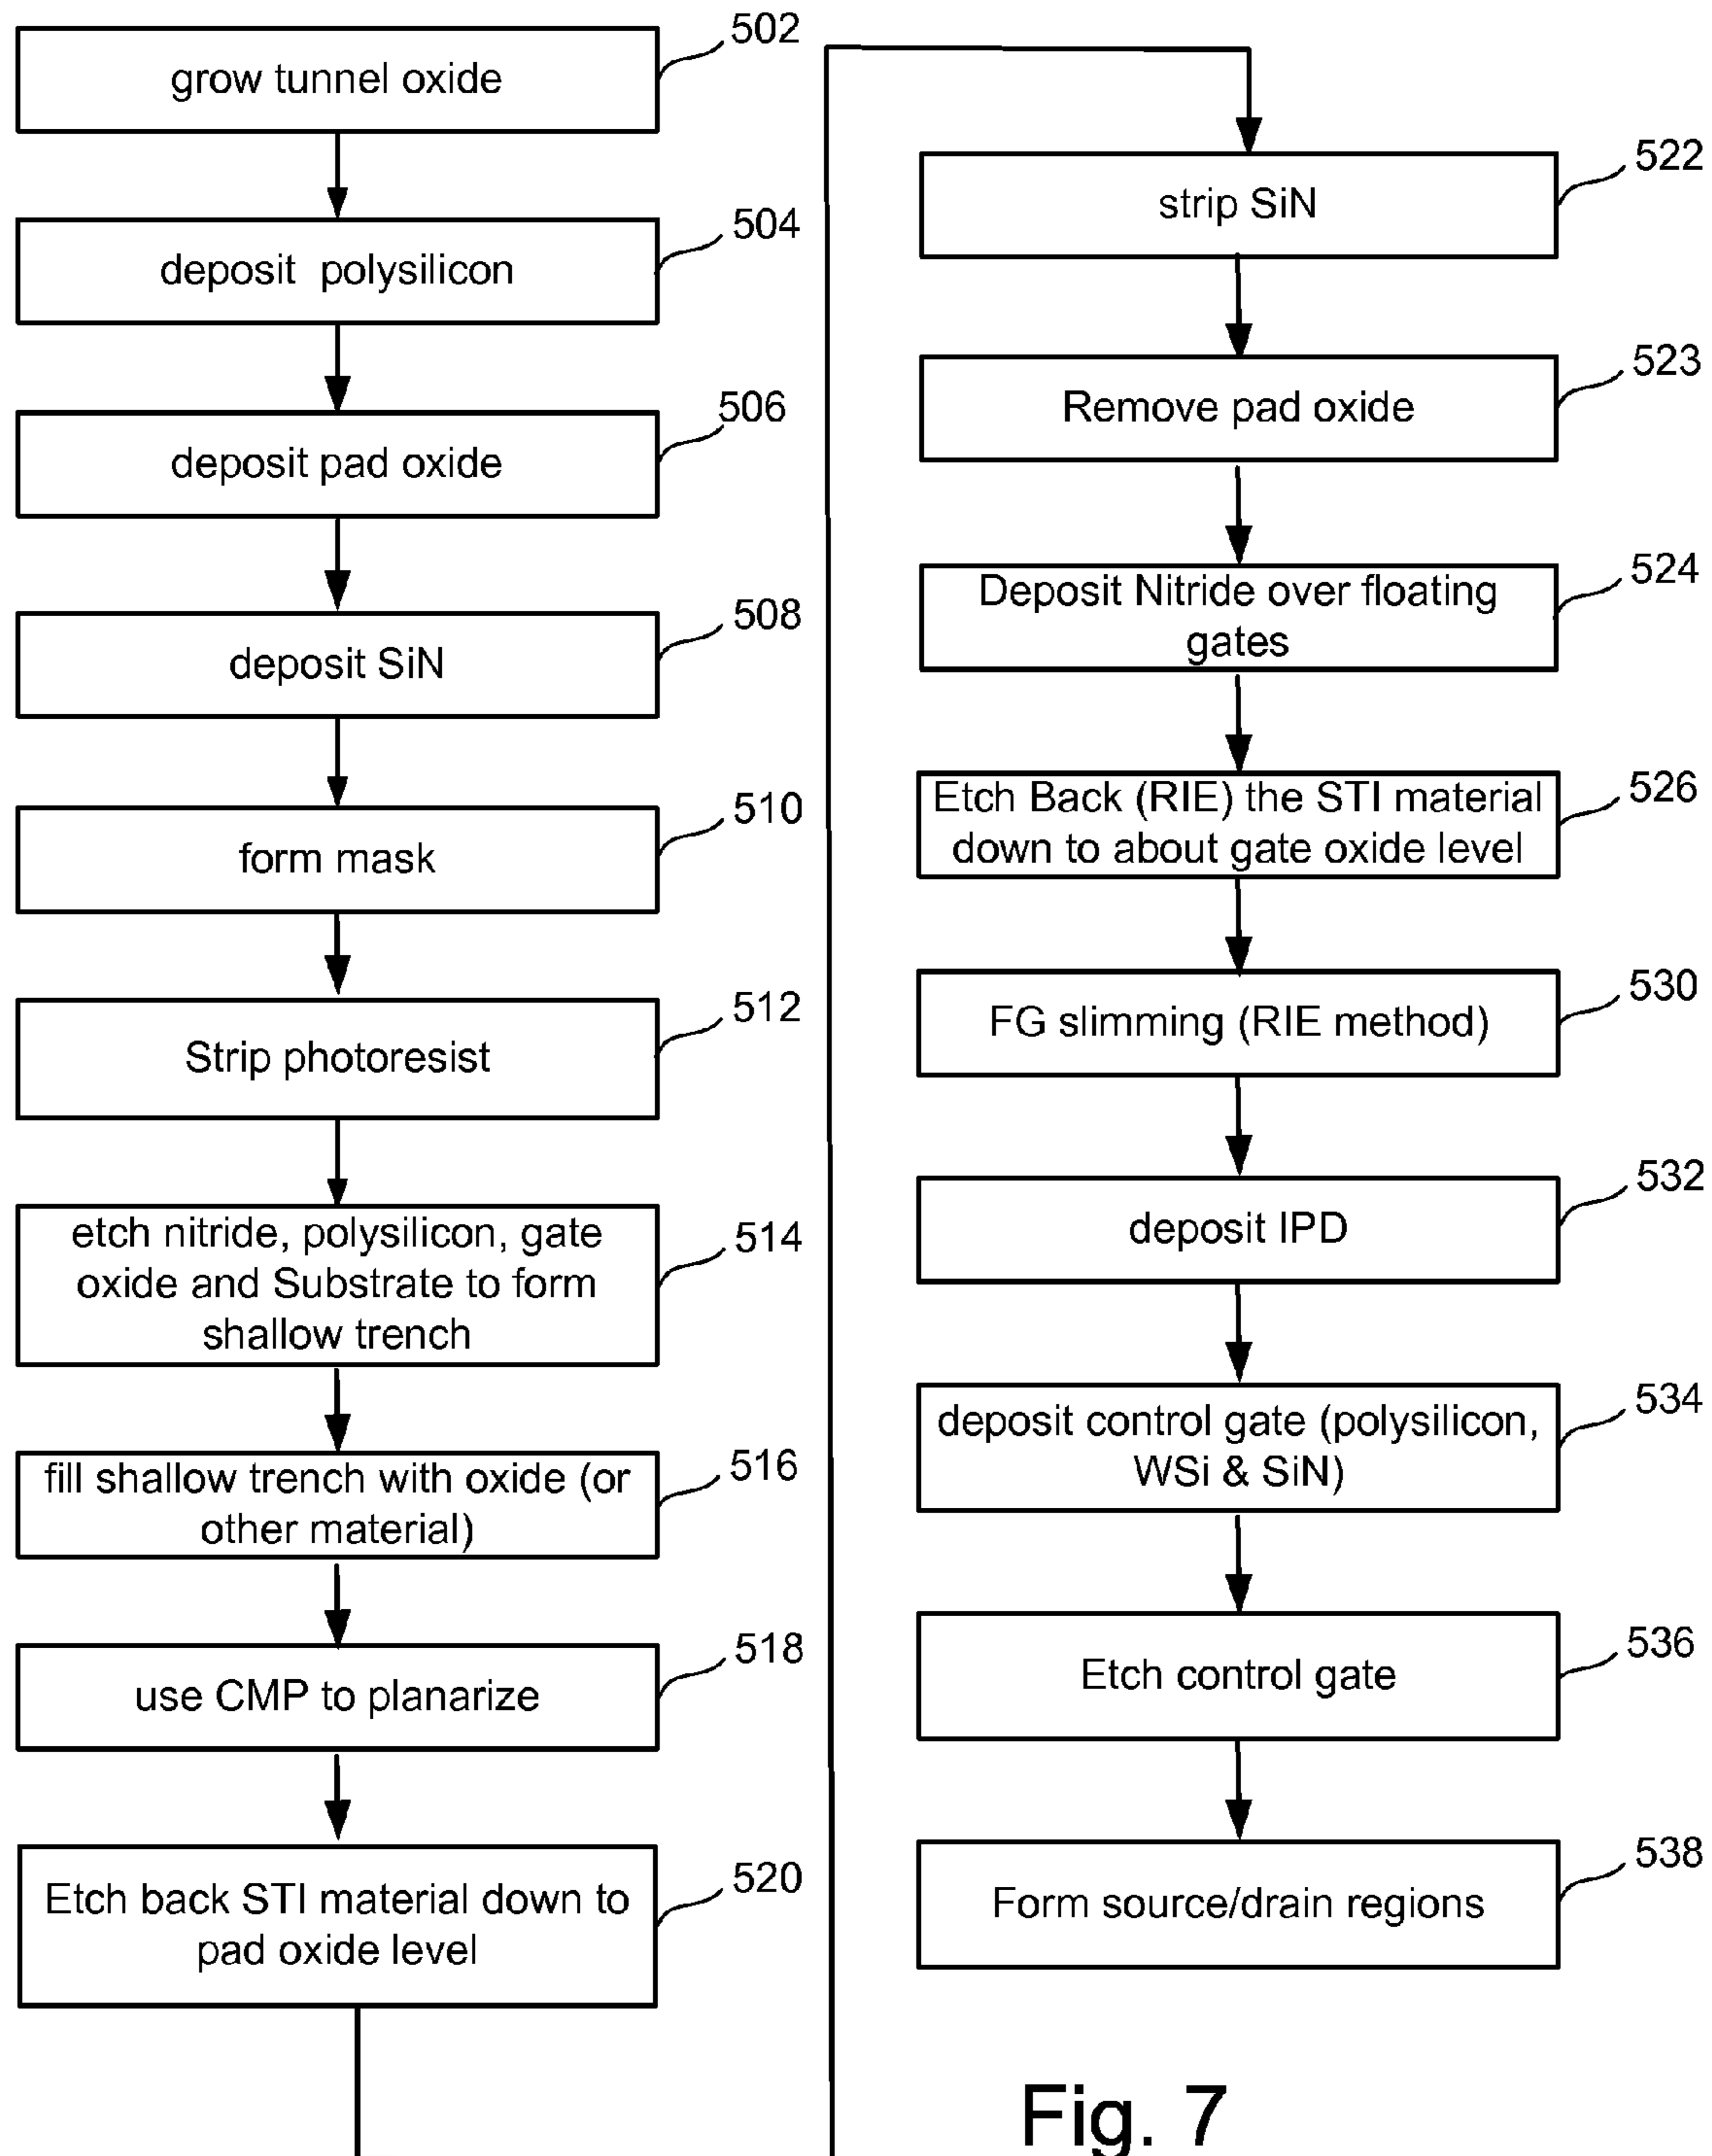 502
grow tunnel oxide
504
deposit polysilicon
506
deposit pad oxide
508
deposit SiN
510
form mask
512
Strip photoresist
514
etch nitride, polysilicon, gate
oxide and Substrate to form
shallow trench
516
fill shallow trench with oxide (or
other material)
518
use CMP to planarize
520
Etch back STI material down to
pad oxide level
522
strip SiN
523
Remove pad oxide
524
Deposit Nitride over floating
gates
526
Etch Back (RIE) the STI material
down to about gate oxide level
530
FG slimming (RIE method)
532
deposit IPD
534
deposit control gate (polysilicon,
WSi & SiN)
536
Etch control gate
538
Form source/drain regions
Fig. 7